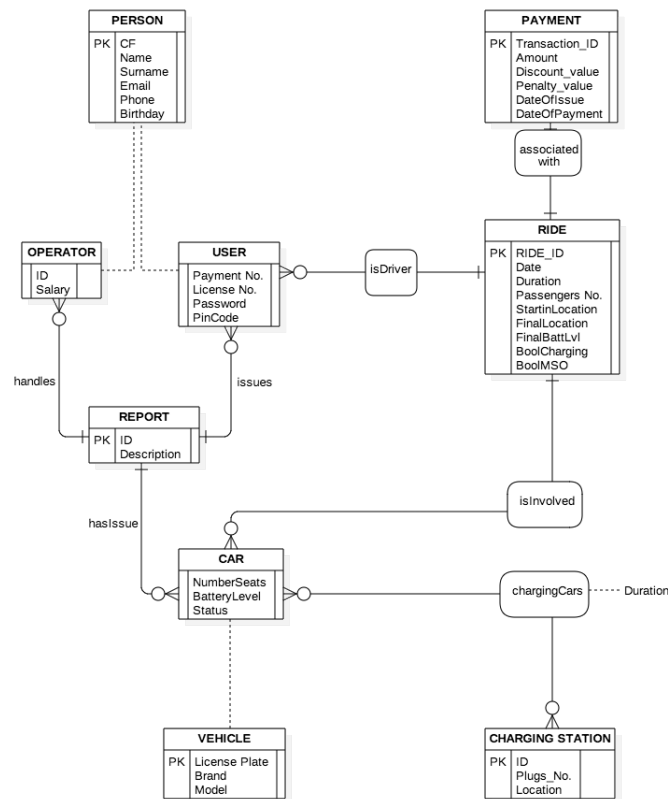 PERSON
PK
CF
Name
Surname
Email
Phone
Birthday
PAYMENT
PK
Transaction_ID
Amount
Discount_value
Penalty_value
DateOfIssue
DateOfPayment
associated
with
OPERATOR
ID
Salary
USER
Payment No.
License No.
Password
PinCode
isDriver
RIDE
PK
RIDE_ID
Date
Duration
Passengers No.
StartinLocation
FinalLocation
FinalBattLvl
BoolCharging
BoolMSO
handles
issues
REPORT
PK
ID
Description
hasIssue
isInvolved
CAR
NumberSeats
BatteryLevel
Status
chargingCars
Duration
VEHICLE
PK
License Plate
Brand
Model
CHARGING STATION
PK
ID
Plugs_No.
Location